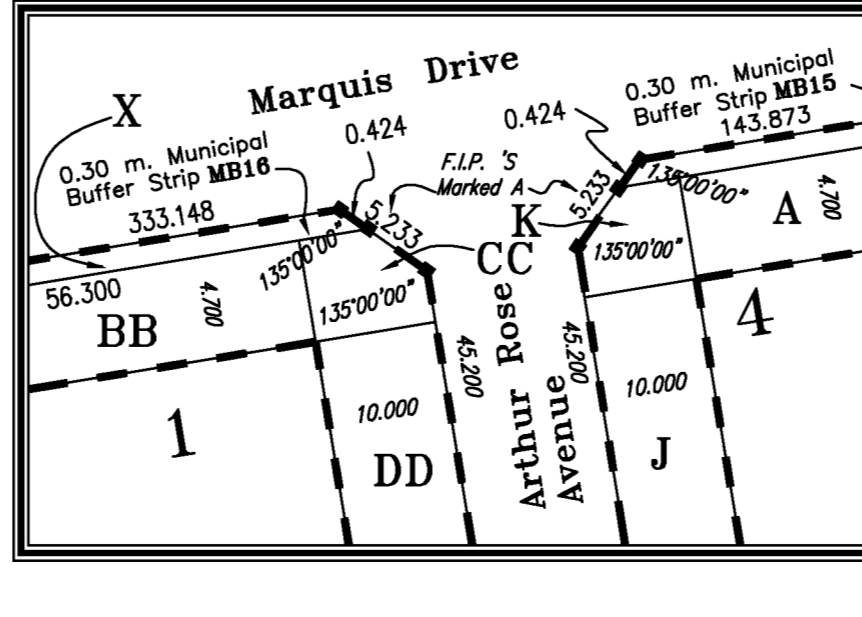 Marquis Drive
X
0.30 m. Municipal
Buffer Strip MB16
333.148
0.424
0.424
0.30 m. Municipal
Buffer Strip MB15
143.873
F.I.P. 'S
Marked A
5.233
5.233
K
CC
135°00'00"
135°00'00"
135°00'00"
135°00'00"
A
4.700
56.300
4.700
BB
1
10.000
DD
45.200
Arthur Rose
Avenue
45.200
10.000
J
4